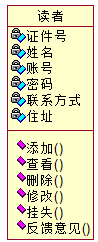 读者
证件号
姓名
账号
密码
联系方式
住址
添加()
查看()
删除()
修改()
挂失()
反馈意见()